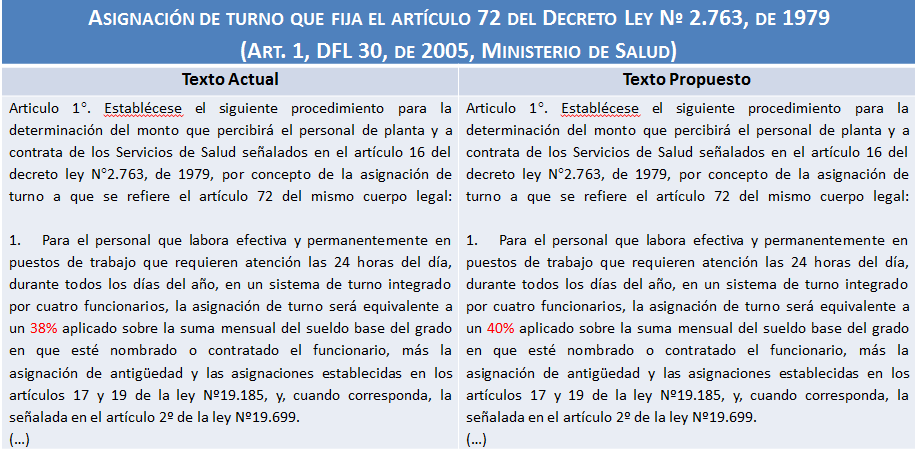 ASIGNACIÓN DE TURNO QUE FIJA EL ARTÍCULO 72 DEL DECRETO LEY Nº 2.763, DE 1979
(ART. 1, DFL 30, DE 2005, MINISTERIO DE SALUD)
Texto Actual
Articulo 1°. Establécese el siguiente procedimiento para la
determinación del monto que percibirá el personal de planta y a
contrata de los Servicios de Salud señalados en el artículo 16 del
decreto ley N°2.763, de 1979, por concepto de la asignación de
turno a que se refiere el artículo 72 del mismo cuerpo legal:
1. Para el personal que labora efectiva y permanentemente en
puestos de trabajo que requieren atención las 24 horas del día,
durante todos los días del año, en un sistema de turno integrado
por cuatro funcionarios, la asignación de turno será equivalente a
un 38% aplicado sobre la suma mensual del sueldo base del grado
en que esté nombrado o contratado el funcionario, más la
asignación de antigüedad y las asignaciones establecidas en los
artículos 17 y 19 de la ley Nº19.185, y, cuando corresponda, la
señalada en el artículo 2º de la ley Nº19.699.
(...)
Texto Propuesto
Articulo 1°. Establécese el siguiente procedimiento para la
determinación del monto que percibirá el personal de planta y a
contrata de los Servicios de Salud señalados en el artículo 16 del
decreto ley N°2.763, de 1979, por concepto de la asignación de
turno a que se refiere el artículo 72 del mismo cuerpo legal:
1. Para el personal que labora efectiva y permanentemente en
puestos de trabajo que requieren atención las 24 horas del día,
durante todos los días del año, en un sistema de turno integrado
por cuatro funcionarios, la asignación de turno será equivalente a
un 40% aplicado sobre la suma mensual del sueldo base del grado
en que esté nombrado o contratado el funcionario, más la
asignación de antigüedad y las asignaciones establecidas en los
artículos 17 y 19 de la ley Nº19.185, y, cuando corresponda, la
señalada en el artículo 2º de la ley Nº19.699.
(...)